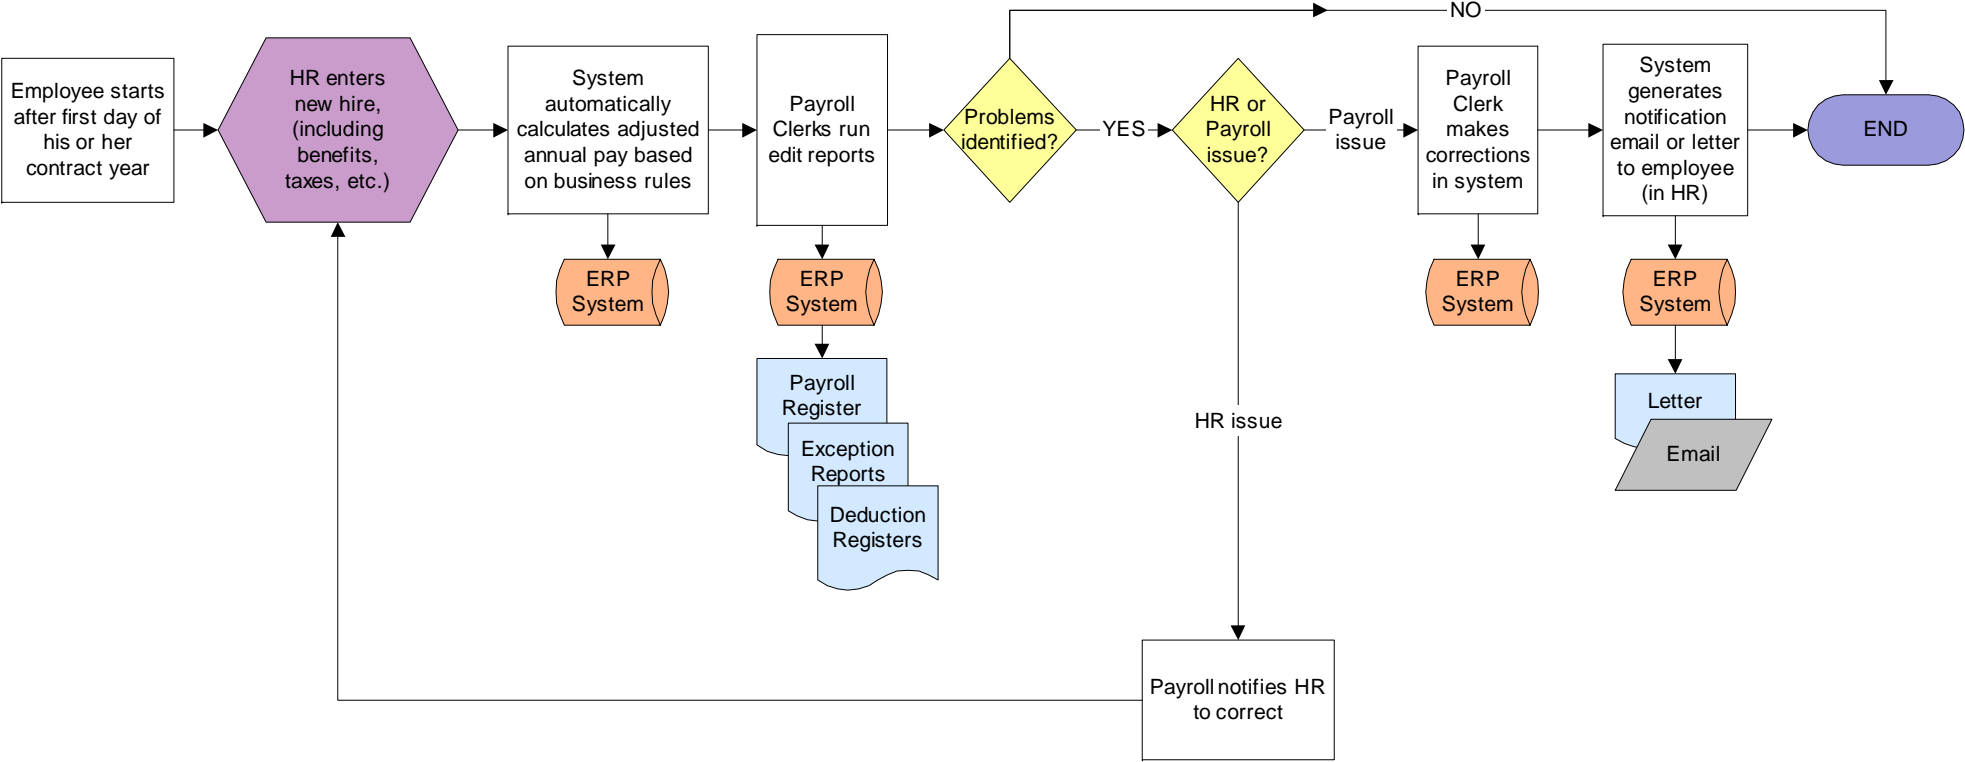 NO
Employee starts
after first day of
his or her
contract year
HR enters
new hire,
(including
benefits,
taxes, etc.)
System
automatically
calculates adjusted
annual pay based
on business rules
Payroll
Clerks run
edit reports
Problems
identified?
YES
HR or
Payroll
issue?
Payroll
issue
Payroll
Clerk
makes
corrections
in system
System
generates
notification
email or letter
to employee
(in HR)
END
ERP
System
ERP
System
ERP
System
ERP
System
Payroll
Register
Exception
Reports
Deduction
Registers
HR issue
Letter
Email
Payroll notifies HR
to correct